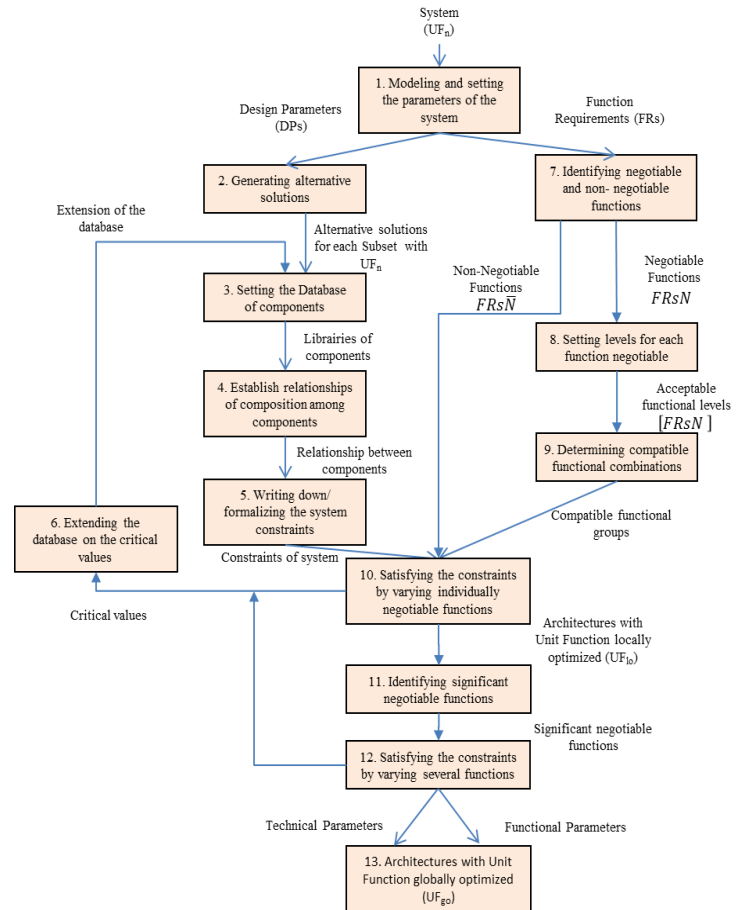 System
(UFn)
1. Modeling and setting
the parameters of the
system
Design Parameters
(DPs)
Function
Requirements (FRs)
2. Generating alternative
solutions
7. Identifying negotiable
and non- negotiable
functions
Extension of the
database
Alternative solutions
for each Subset with
UFn
Non-Negotiable
Functions
FRsN̅
Negotiable
Functions
FRsN
3. Setting the Database
of components
8. Setting levels for each
function negotiable
Librairies of
components
4. Establish relationships
of composition among
components
Acceptable
functional levels
[FRsN ]
9. Determining compatible
functional combinations
Relationship between
components
5. Writing down/
formalizing the system
constraints
6. Extending the
database on the critical
values
Compatible functional
groups
Constraints of system
10. Satisfying the constraints
by varying individually
negotiable functions
Critical values
Architectures with
Unit Function locally
optimized (UFlo)
11. Identifying significant
negotiable functions
Significant negotiable
functions
12. Satisfying the constraints
by varying several functions
Technical Parameters
Functional Parameters
13. Architectures with Unit
Function globally optimized
(UFgo)